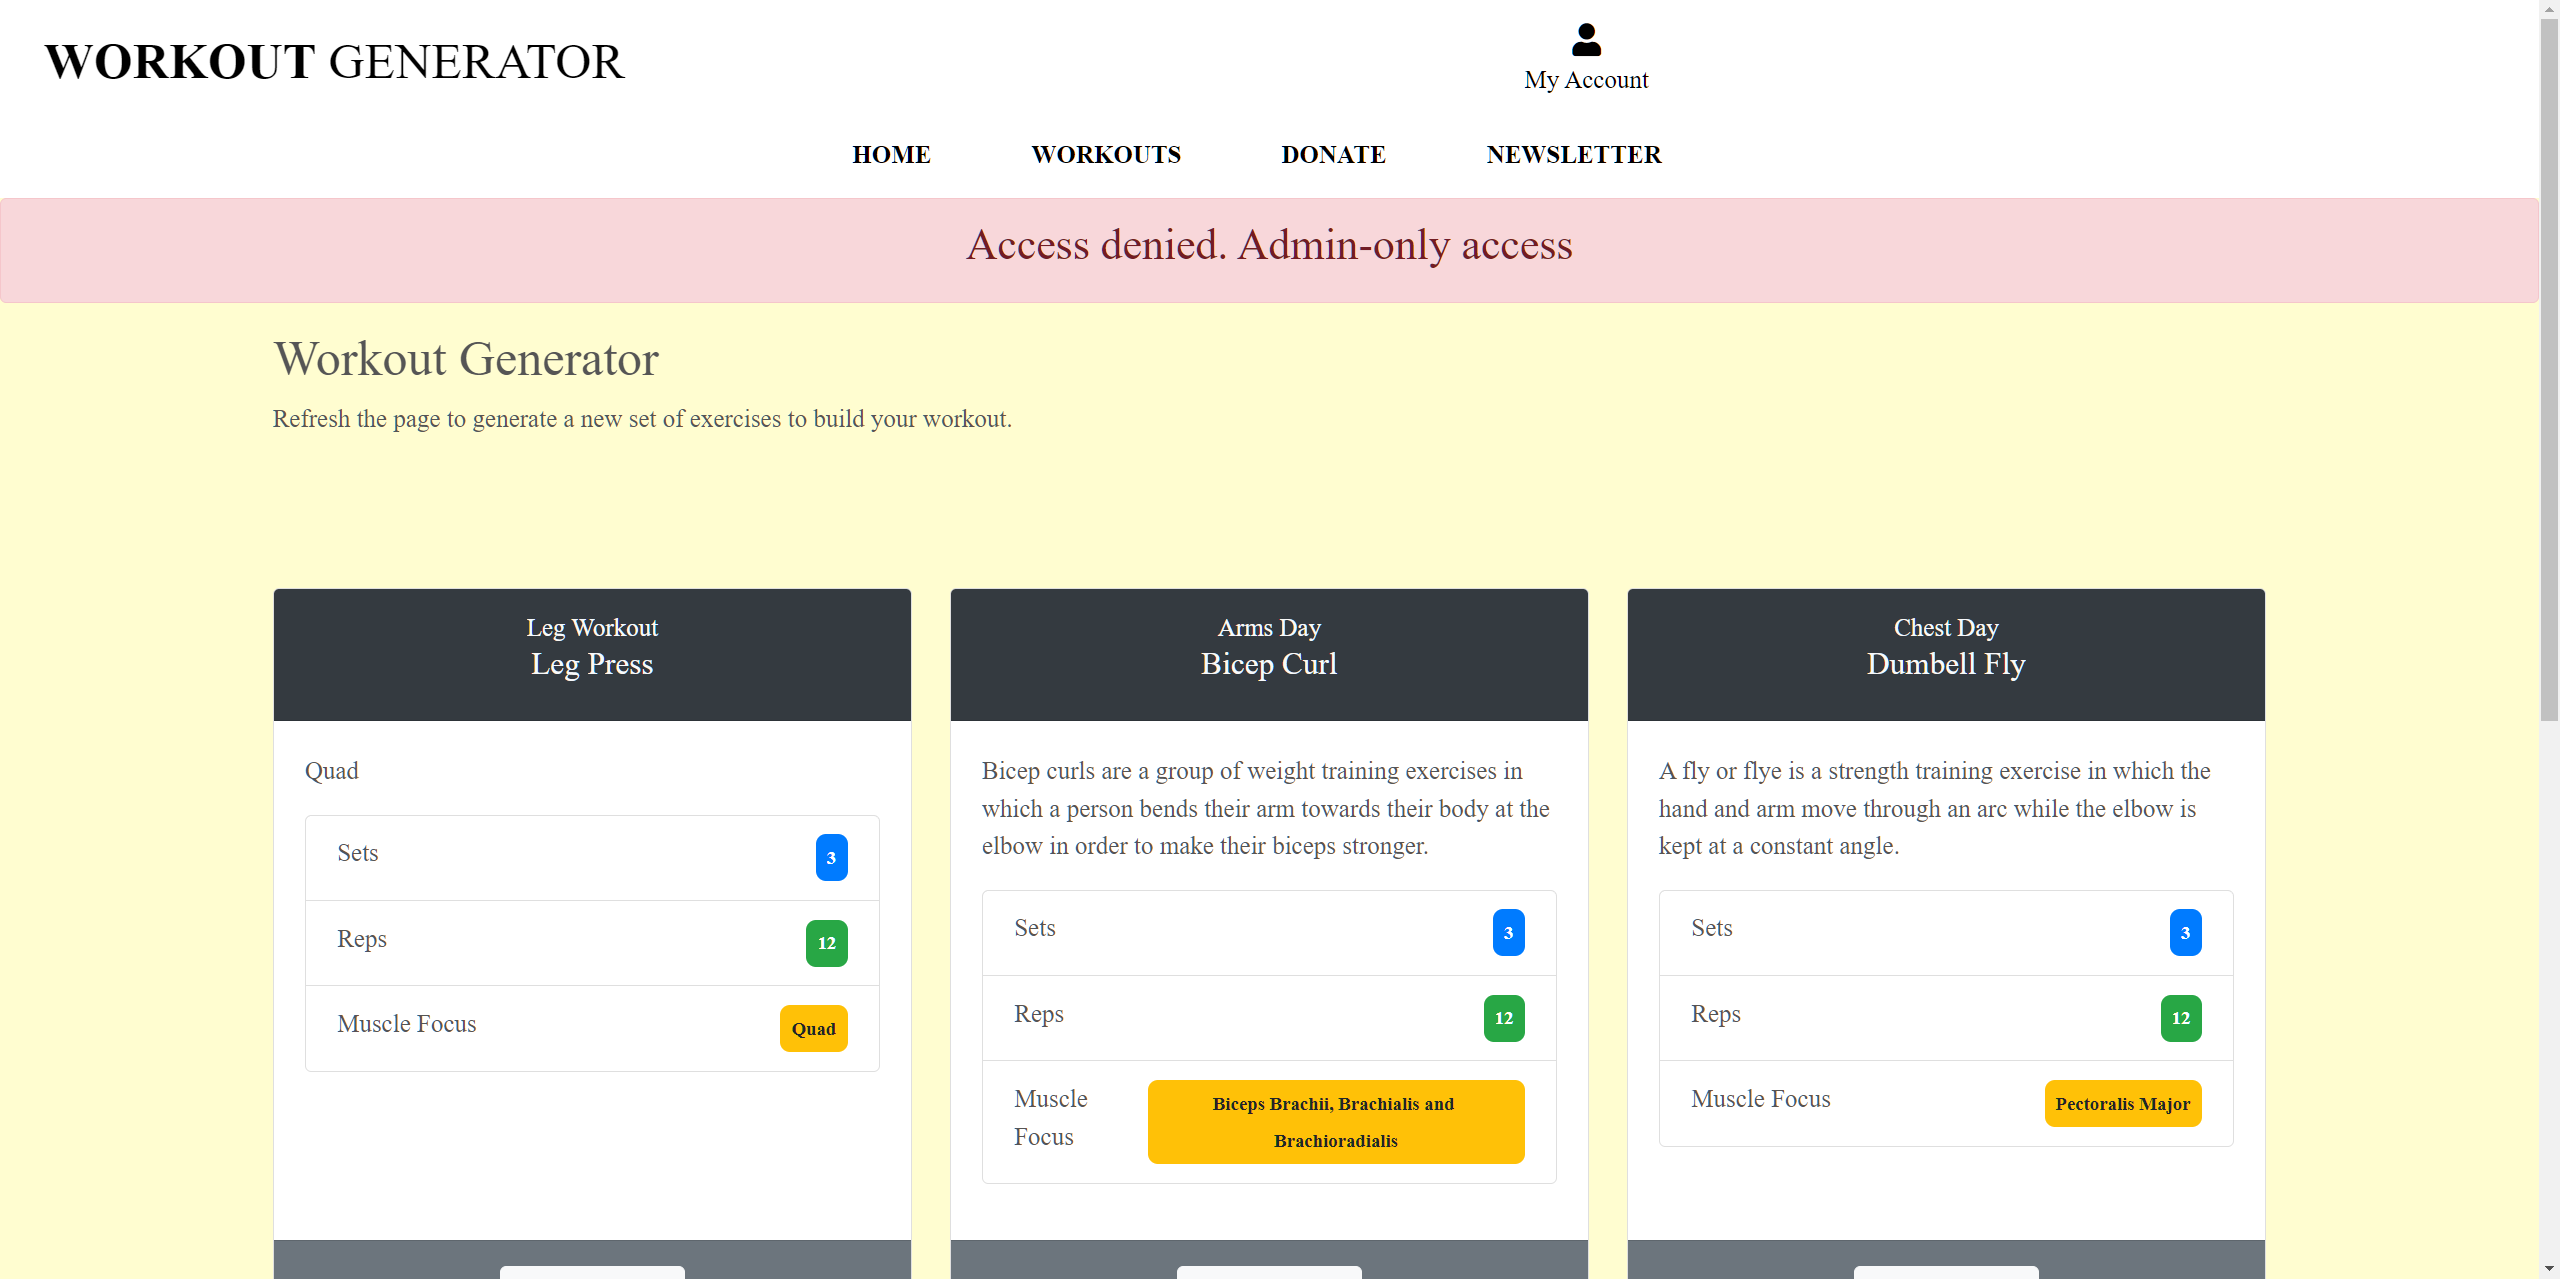 WORKOUT GENERATOR
My Account
HOME WORKOUTS DONATE NEWSLETTER
Access denied. Admin-only access
Workout Generator
Refresh the page to generate a new set of exercises to build your workout.
Leg Workout
Leg Press
Quad
Sets 3
Reps 12
Muscle Focus Quad
Arms Day
Bicep Curl
Bicep curls are a group of weight training exercises in
which a person bends their arm towards their body at the
elbow in order to make their biceps stronger.
Sets 3
Reps 12
Muscle
Focus
Biceps Brachii, Brachialis and
Brachioradialis
Chest Day
Dumbell Fly
A fly or flye is a strength training exercise in which the
hand and arm move through an arc while the elbow is
kept at a constant angle.
Sets 3
Reps 12
Muscle Focus Pectoralis Major